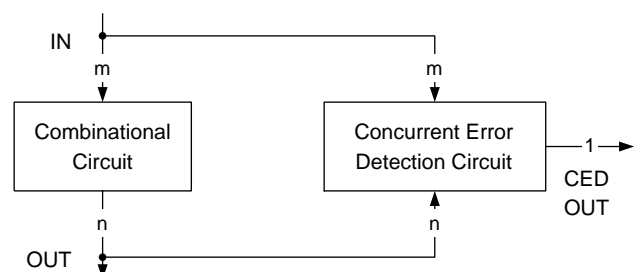 IN
m
m
Combinational
Circuit
Concurrent Error
Detection Circuit
1
CED
OUT
n
n
OUT